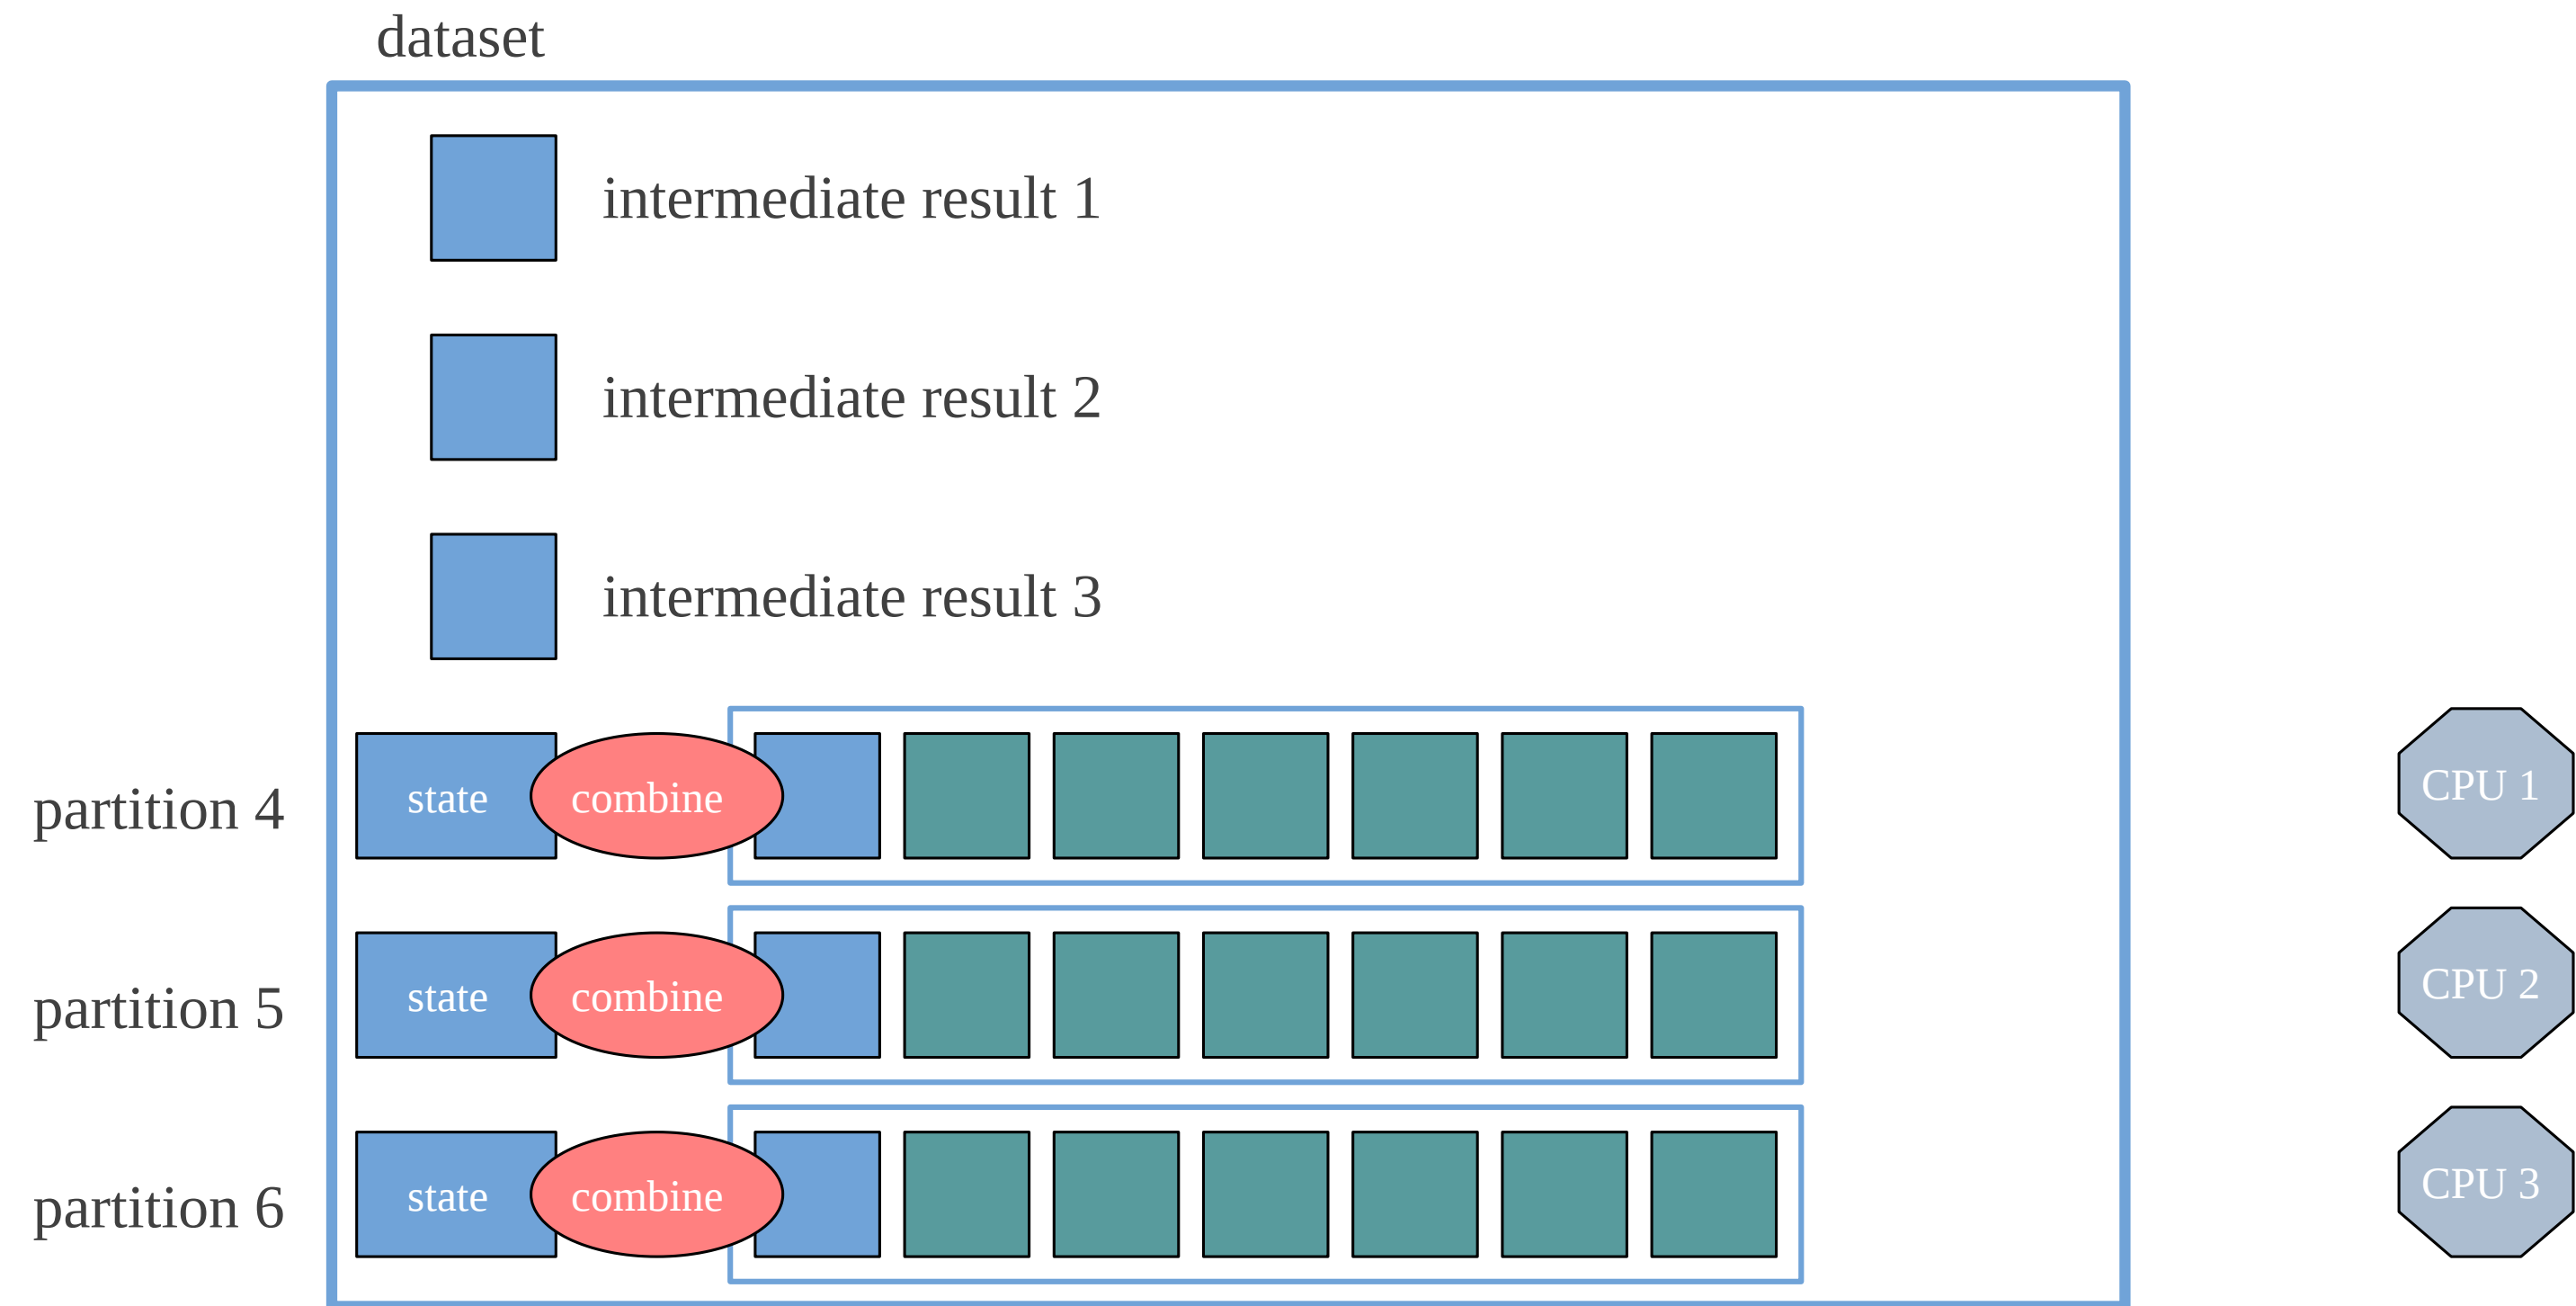 dataset
intermediate result 1
intermediate result 2
intermediate result 3
partition 4 state combine CPU 1
partition 5 state combine CPU 2
partition 6 state combine CPU 3